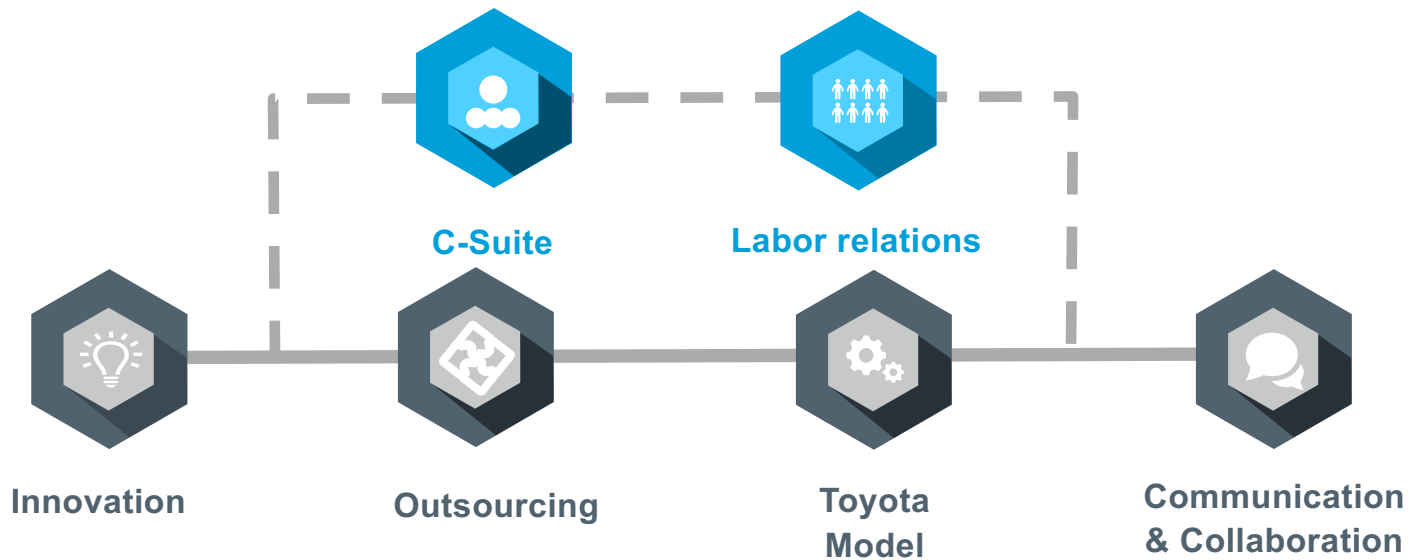 C-Suite
Labor relations
Innovation
Outsourcing
Toyota
Model
Communication
& Collaboration